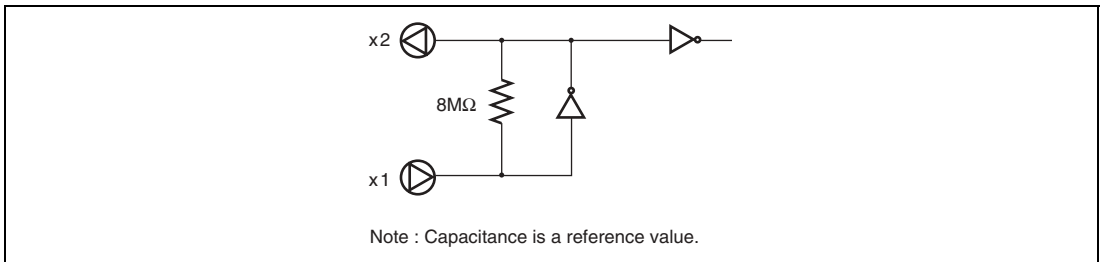 x2
8MΩ
x1
Note : Capacitance is a reference value.